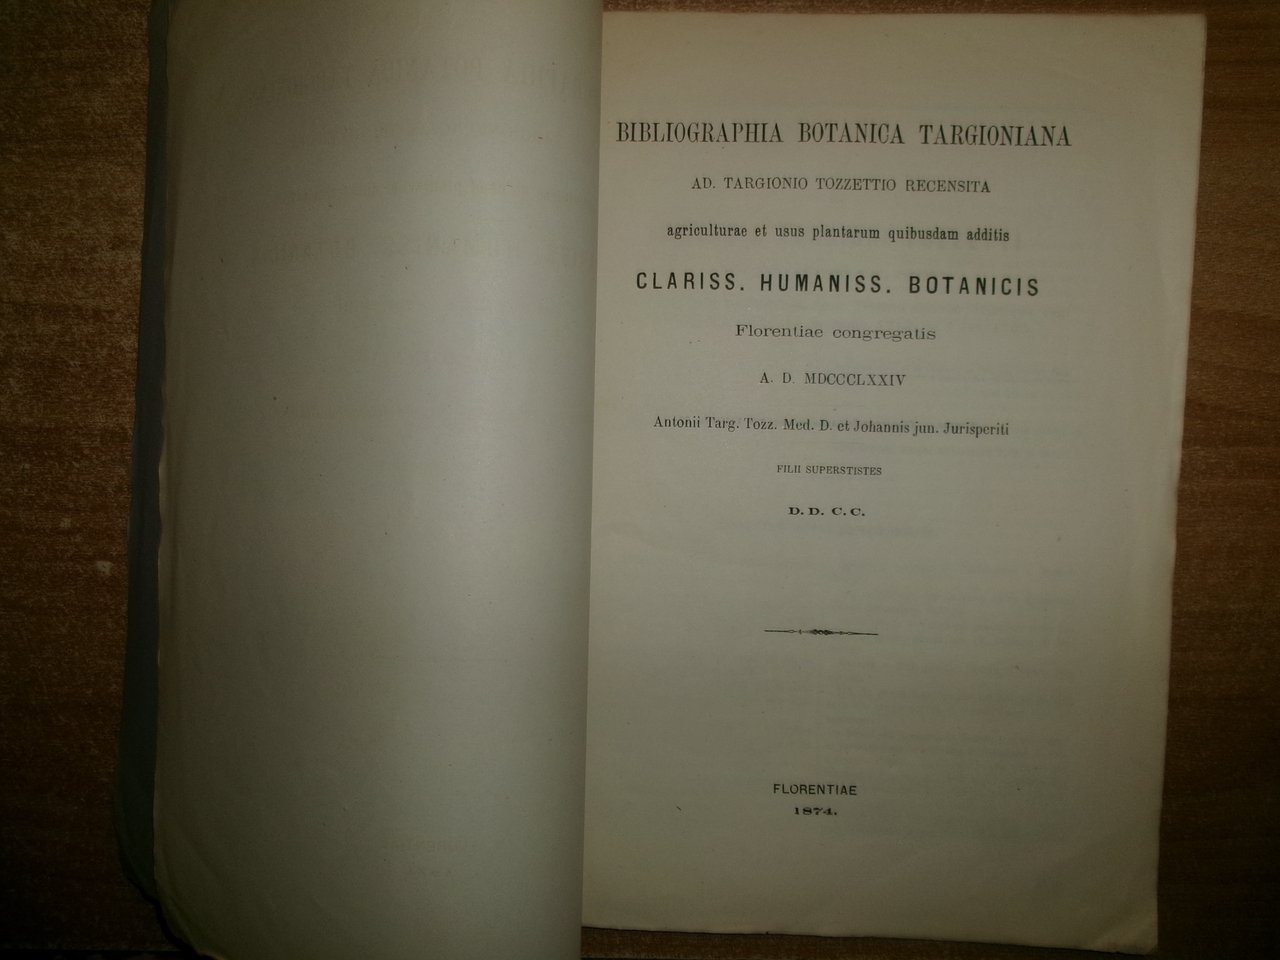 BIBLIOGRAPHIA BOTANICA TARGIONIANA
AD. TARGIONIO TOZZETTIO RECENSITA
agriculturae et usus plantarum quibusdam additis
CLARISS. HUMANISS. BOTANICIS
Florentiae congregatis
A. D. MDCCCLXXIV
Antonii Targ. Tozz. Med. D. et Johannis jun. Jurisperiti
FILII SUPERSTISTES
D. D. C. C.
FLORENTIAE
1874.